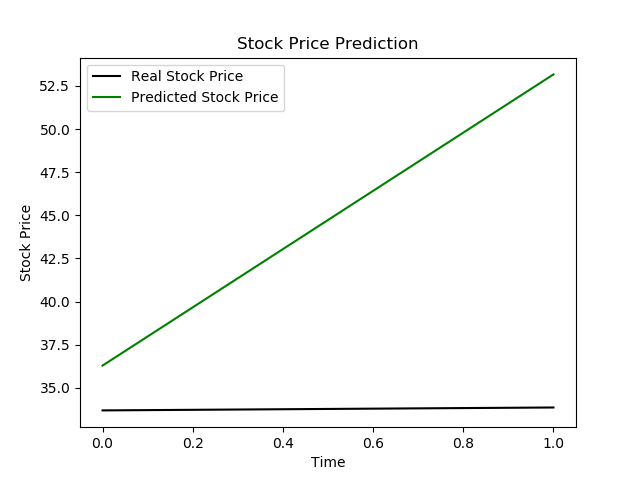 Stock Price Prediction
Real Stock Price
Predicted Stock Price
52.5
50.0
47.5
45.0
42.5
40.0
37.5
35.0
Stock Price
0.0 0.2 0.4 0.6 0.8 1.0
Time